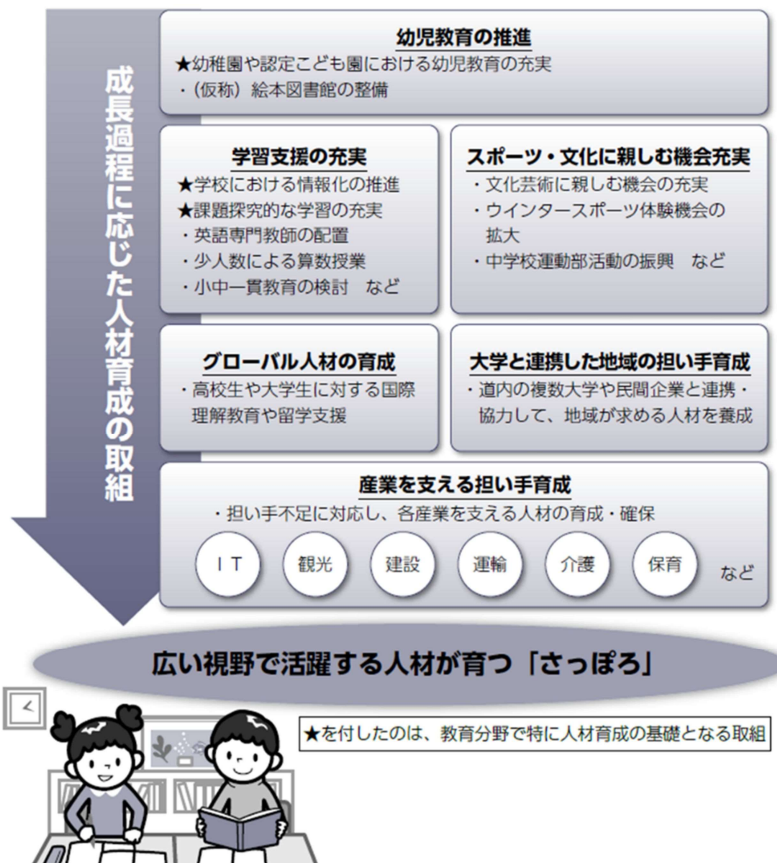 成長過程に応じた人材育成の取組
幼児教育の推進
★幼稚園や認定こども園における幼児教育の充実
・(仮称) 絵本図書館の整備
学習支援の充実
★学校における情報化の推進
★課題探究的な学習の充実
・英語専門教師の配置
・少人数による算数授業
・小中一貫教育の検討 など
スポーツ・文化に親しむ機会充実
・文化芸術に親しむ機会の充実
・ウインタースポーツ体験機会の
拡大
・中学校運動部活動の振興 など
グローバル人材の育成
・高校生や大学生に対する国際
理解教育や留学支援
大学と連携した地域の担い手育成
・道内の複数大学や民間企業と連携・
協力して、地域が求める人材を養成
産業を支える担い手育成
・担い手不足に対応し、各産業を支える人材の育成・確保
IT
観光
建設
運輸
介護
保育
など
広い視野で活躍する人材が育つ「さっぽろ」
★を付したのは、教育分野で特に人材育成の基礎となる取組